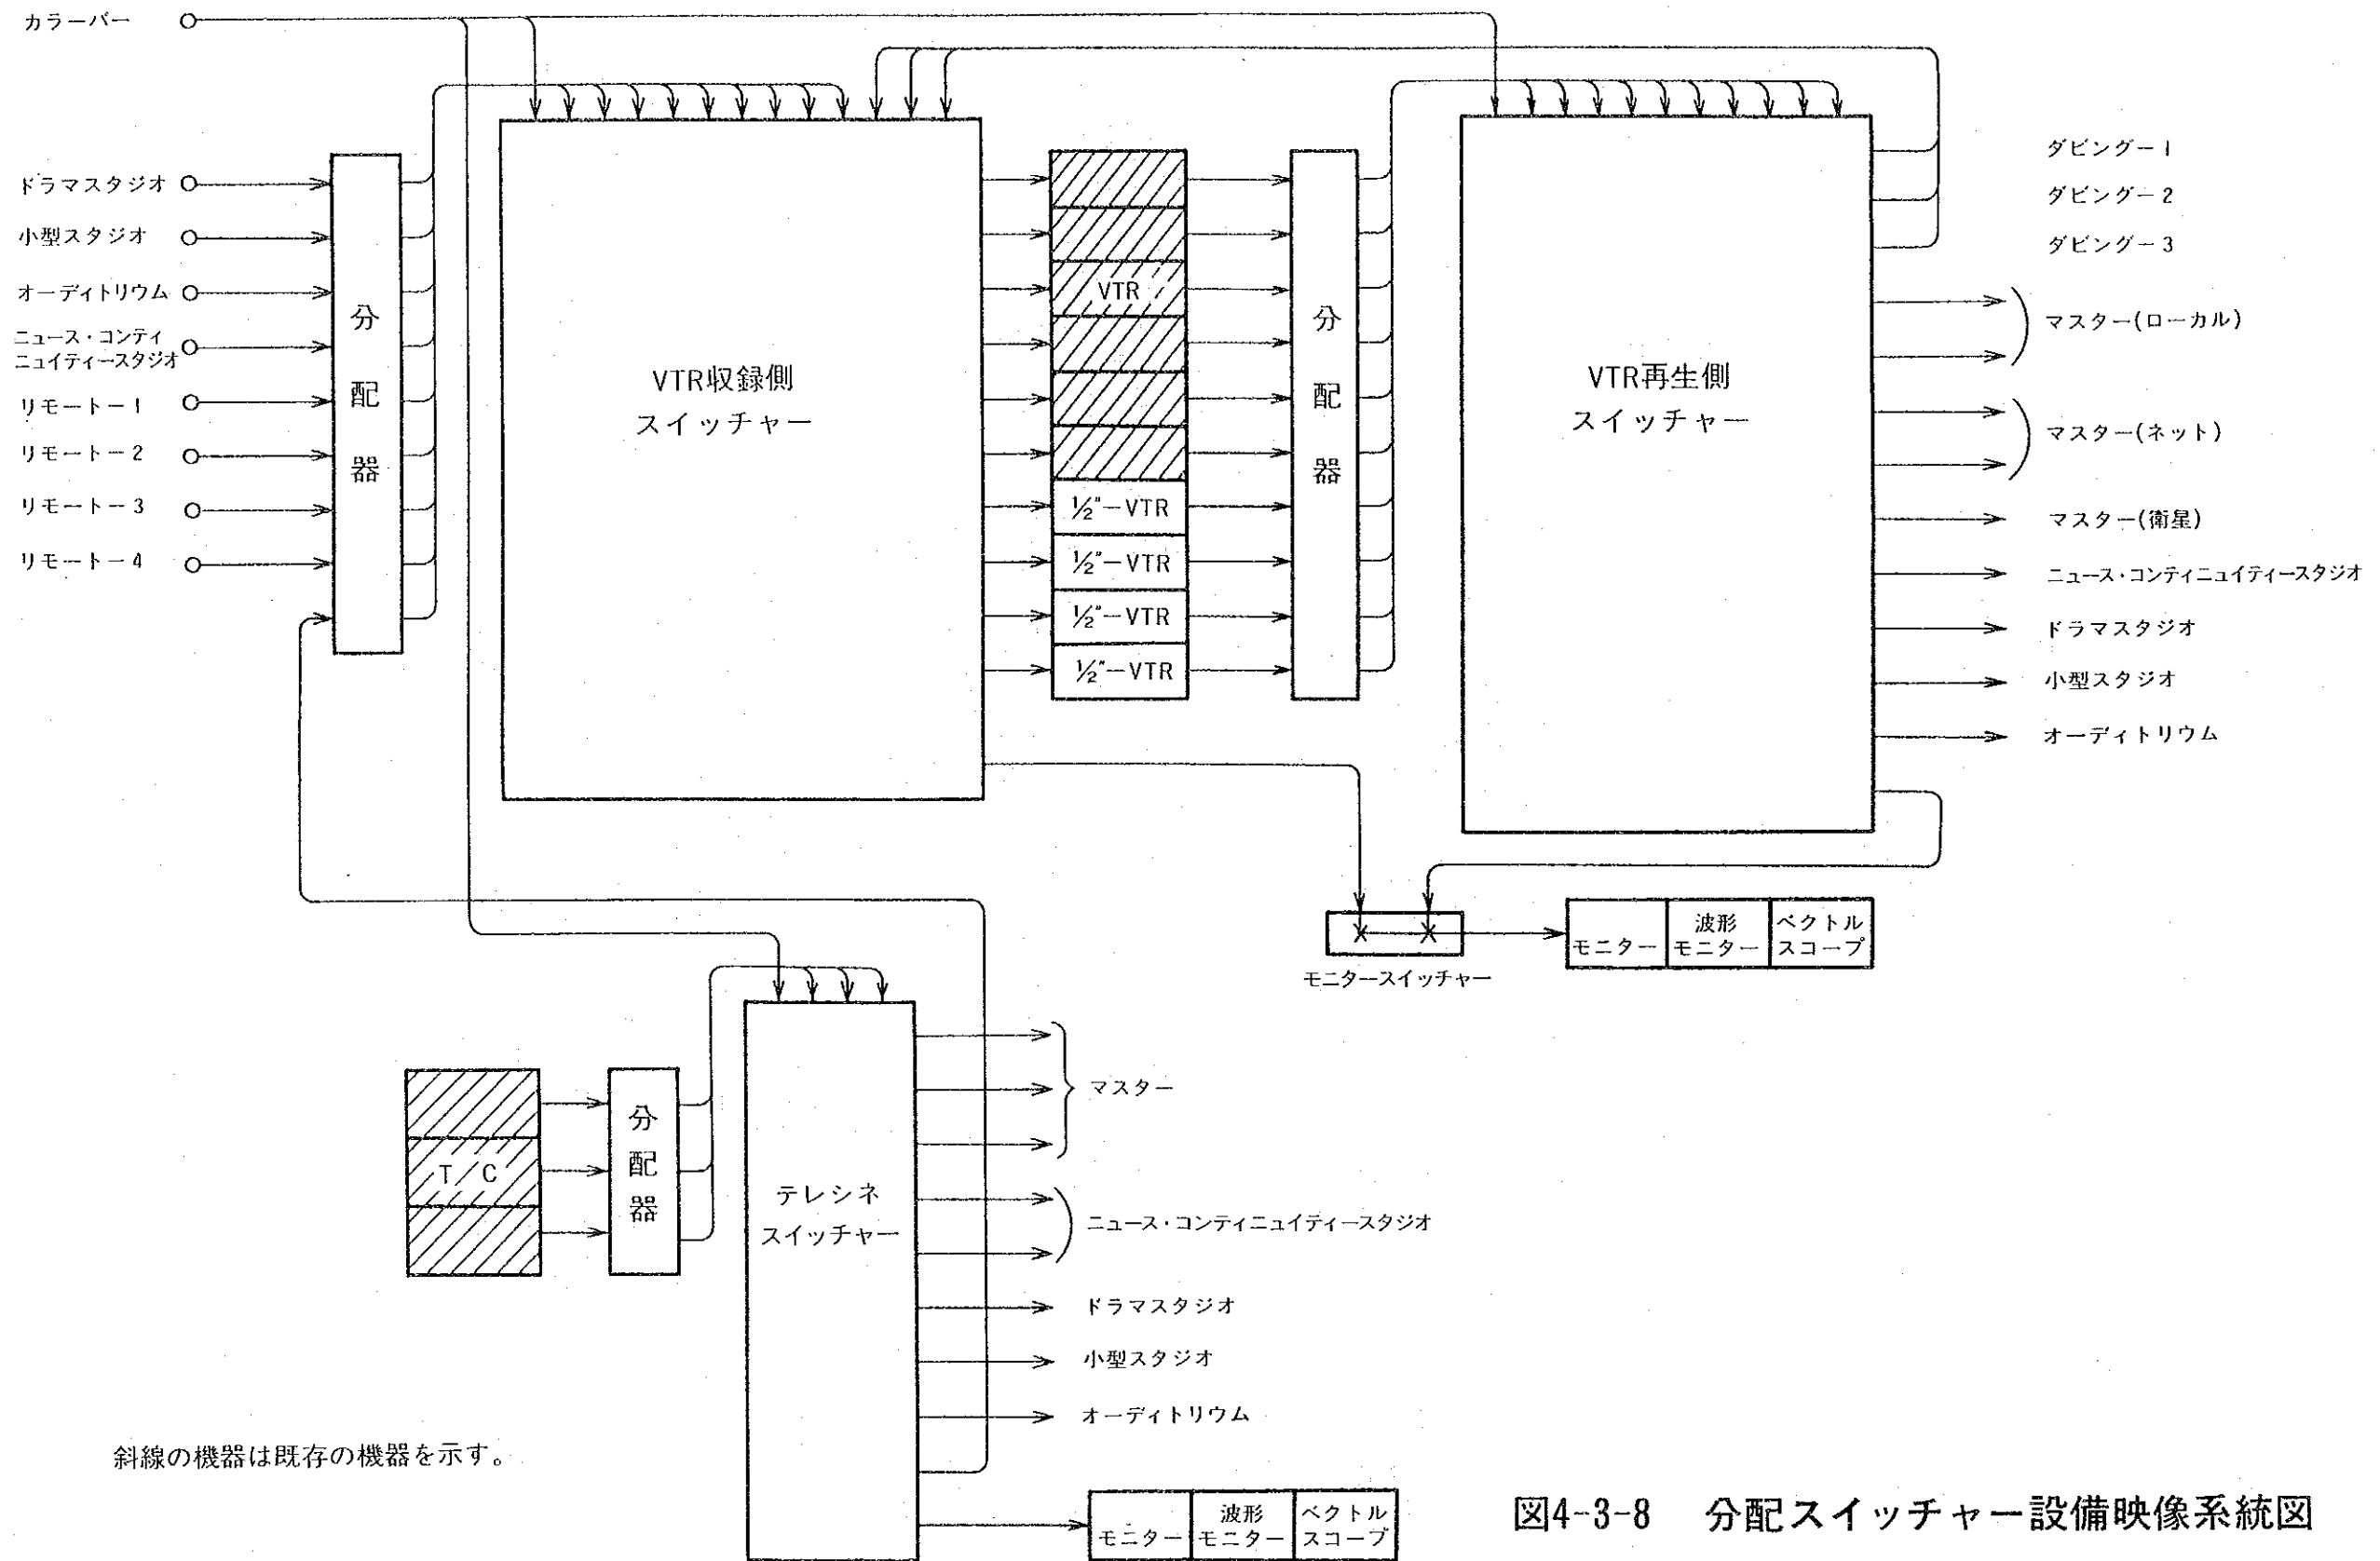 カラーバー
ドラマスタジオ
小型スタジオ
オーディトリウム
ニュース・コンティ
ニュイティースタジオ
リモート－1
リモート－2
リモート－3
リモート－4
分
配
器
VTR収録側
スイッチャー
VTR
½"－VTR
½"－VTR
½"－VTR
½"－VTR
分
配
器
VTR再生側
スイッチャー
ダビング－1
ダビング－2
ダビング－3
マスター(ローカル)
マスター(ネット)
マスター(衛星)
ニュース・コンティニュイティースタジオ
ドラマスタジオ
小型スタジオ
オーディトリウム
モニタースイッチャー
モニター
波形
モニター
ベクトル
スコープ
T/C
分
配
器
テレシネ
スイッチャー
マスター
ニュース・コンティニュイティースタジオ
ドラマスタジオ
小型スタジオ
オーディトリウム
モニター
波形
モニター
ベクトル
スコープ
斜線の機器は既存の機器を示す。
図4-3-8 分配スイッチャー設備映像系統図